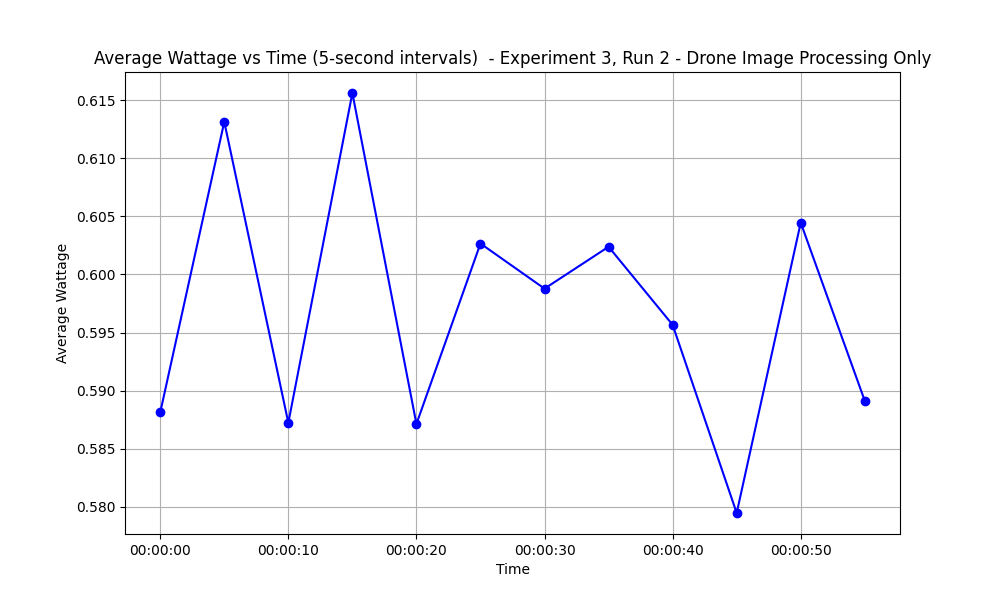 Average Wattage vs Time (5-second intervals)  - Experiment 3, Run 2 - Drone Image Processing Only
0.615
0.610
0.605
0.600
0.595
0.590
0.585
0.580
Average Wattage
00:00:00 00:00:10 00:00:20 00:00:30 00:00:40 00:00:50
Time